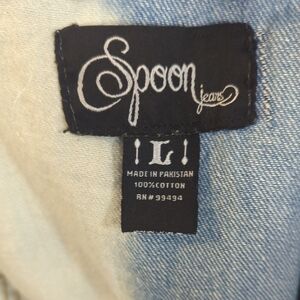 Spoon
jeans
L
MADE IN PAKISTAN
100% COTTON
RN# 99494